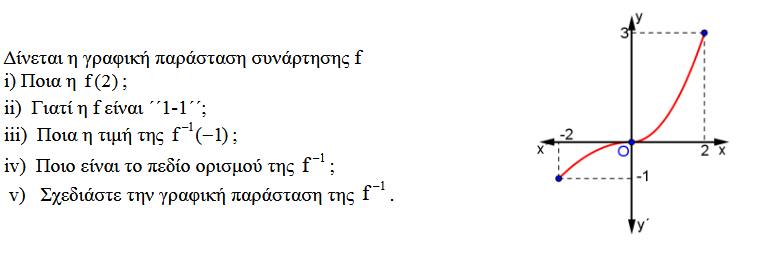 Δίνεται η γραφική παράσταση συνάρτησης f
i) Ποια η f(2) ;
ii) Γιατί η f είναι ΄΄1-1΄΄;
iii) Ποια η τιμή της f⁻¹(−1) ;
iv) Ποιο είναι το πεδίο ορισμού της f⁻¹ ;
v) Σχεδιάστε την γραφική παράσταση της f⁻¹ .
y
3
-2
x
O
2 x
-1
y΄